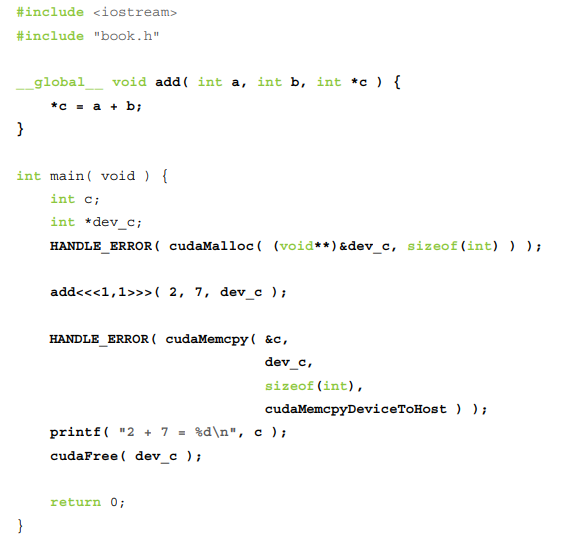 #include <iostream>
#include "book.h"
__global__ void add( int a, int b, int *c ) {
*c = a + b;
}
int main( void ) {
int c;
int *dev_c;
HANDLE_ERROR( cudaMalloc( (void**)&dev_c, sizeof(int) ) );
add<<<1,1>>>( 2, 7, dev_c );
HANDLE_ERROR( cudaMemcpy( &c,
dev_c,
sizeof(int),
cudaMemcpyDeviceToHost ) );
printf( "2 + 7 = %d\n", c );
cudaFree( dev_c );
return 0;
}